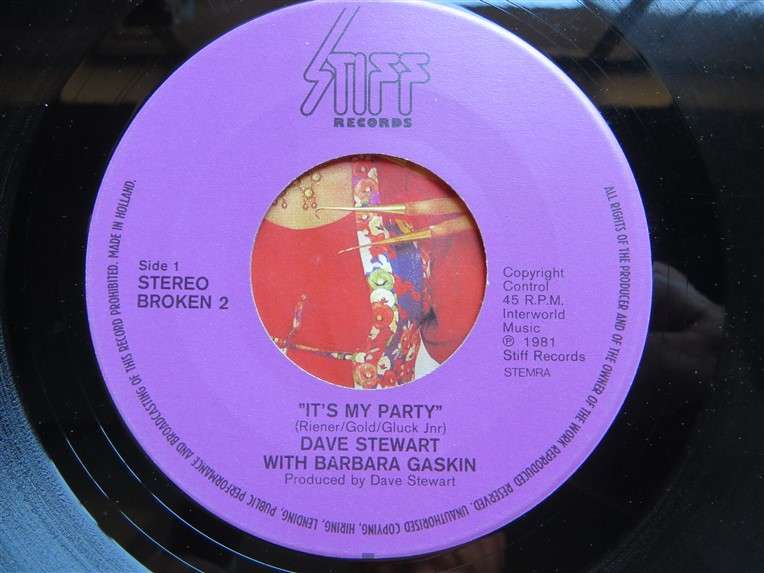 STIFF
RECORDS
Side 1
STEREO
BROKEN 2
Copyright
Control
45 R.P.M.
Interworld
Music
℗ 1981
Stiff Records
STEMRA
"IT'S MY PARTY"
(Riener/Gold/Gluck Jnr)
DAVE STEWART
WITH BARBARA GASKIN
Produced by Dave Stewart
ALL RIGHTS OF THE PRODUCER AND OF THE OWNER OF THE WORK REPRODUCED RESERVED. UNAUTHORISED COPYING, HIRING, LENDING, PUBLIC PERFORMANCE AND BROADCASTING OF THIS RECORD PROHIBITED. MADE IN HOLLAND.